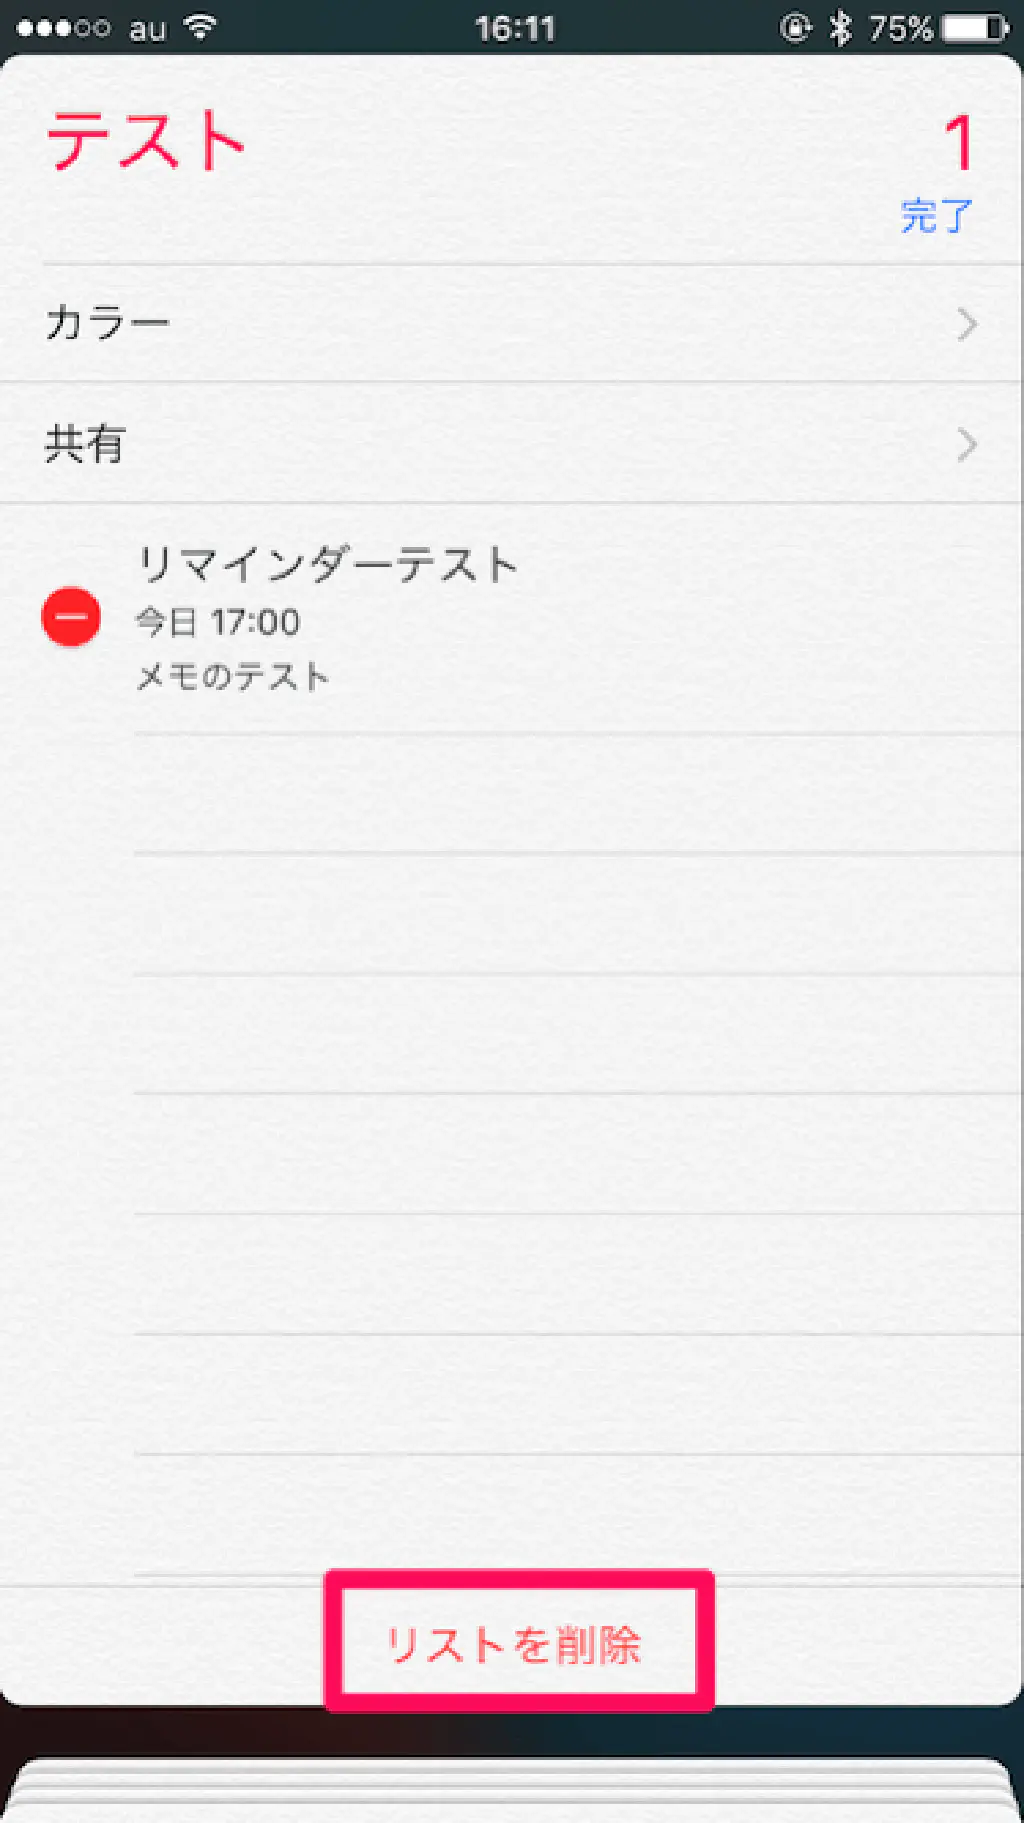 au 16:11 75%
テスト 1
完了
カラー
共有
リマインダーテスト
今日 17:00
メモのテスト
リストを削除